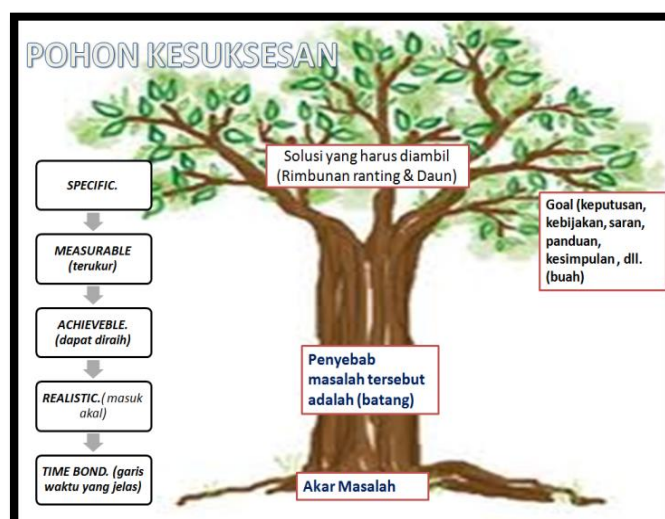 POHON KESUKSESAN
SPECIFIC.
MEASURABLE
(terukur)
ACHIEVEBLE.
(dapat diraih)
REALISTIC.(masuk
akal)
TIME BOND. (garis
waktu yang jelas)
Solusi yang harus diambil
(Rimbunan ranting & Daun)
Goal (keputusan,
kebijakan, saran,
panduan,
kesimpulan , dll.
(buah)
Penyebab
masalah tersebut
adalah (batang)
Akar Masalah